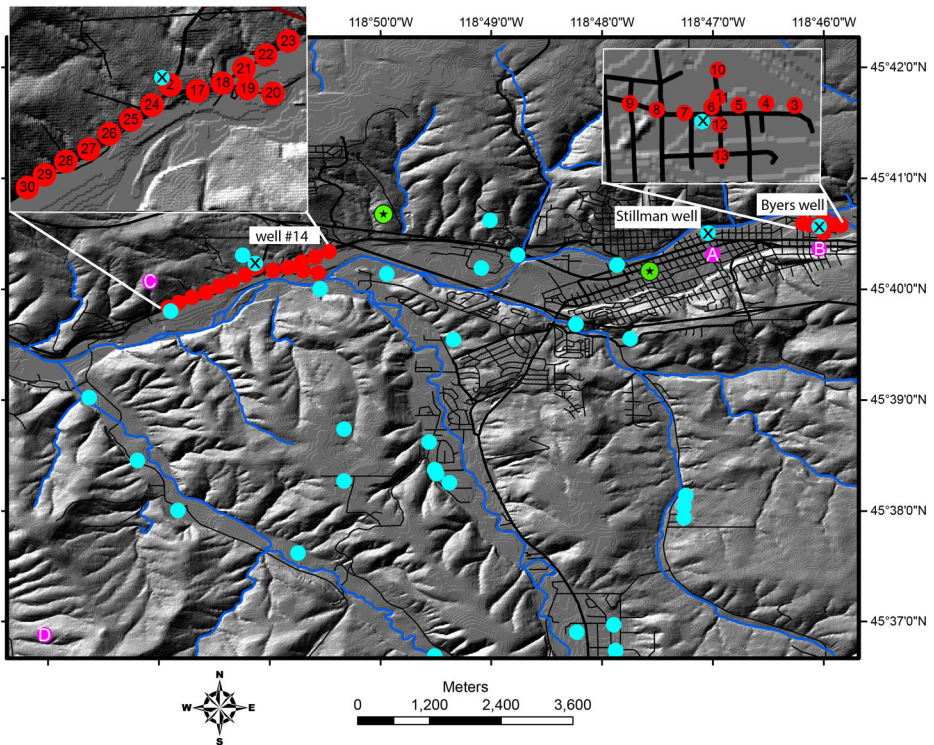 118°50'0"W 118°49'0"W 118°48'0"W 118°47'0"W 118°46'0"W
45°42'0"N
45°41'0"N
45°40'0"N
45°39'0"N
45°38'0"N
45°37'0"N
23
22
21
X
2
17
18
19
20
24
25
26
27
28
29
30
10
9
8
7
6
11
5
4
3
X
12
13
Stillman well
Byers well
well #14
X
X
X
A
B
C
D
N
W E
S
Meters
0 1,200 2,400 3,600